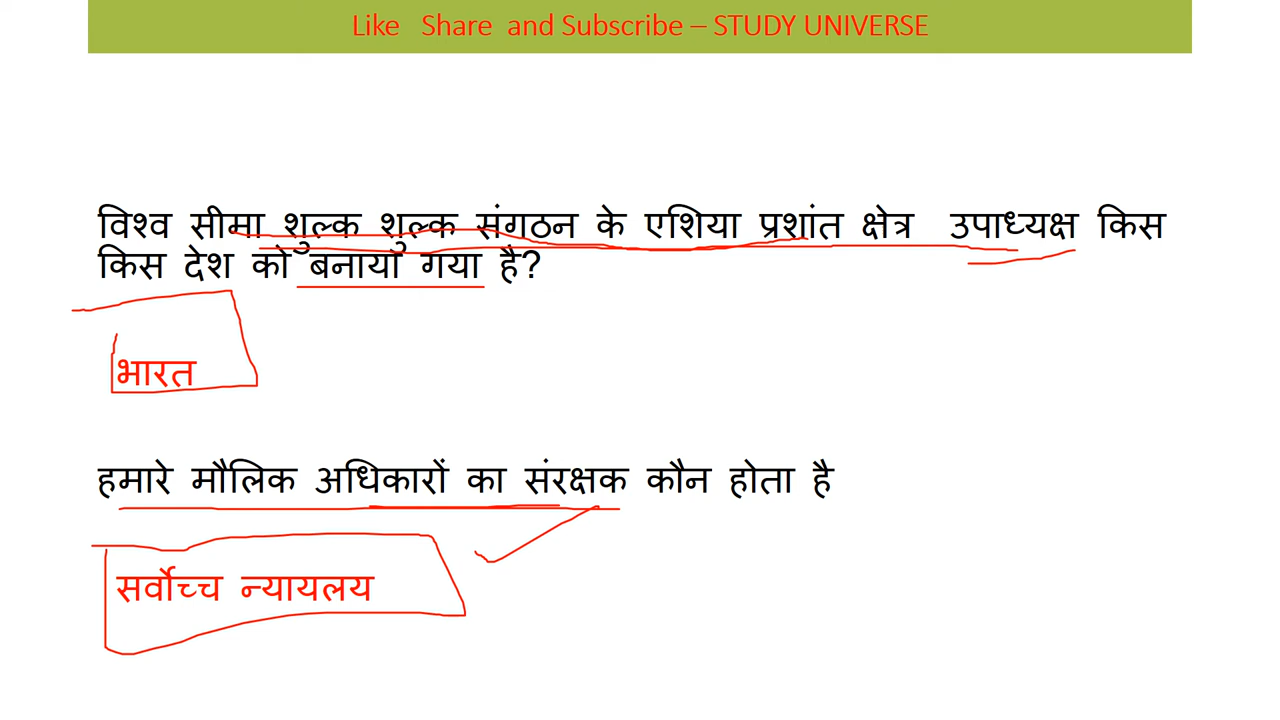 Like Share and Subscribe – STUDY UNIVERSE
विश्व सीमा शुल्क शुल्क संगठन के एशिया प्रशांत क्षेत्र उपाध्यक्ष किस
किस देश को बनाया गया है?
भारत
हमारे मौलिक अधिकारों का संरक्षक कौन होता है
सर्वोच्च न्यायलय